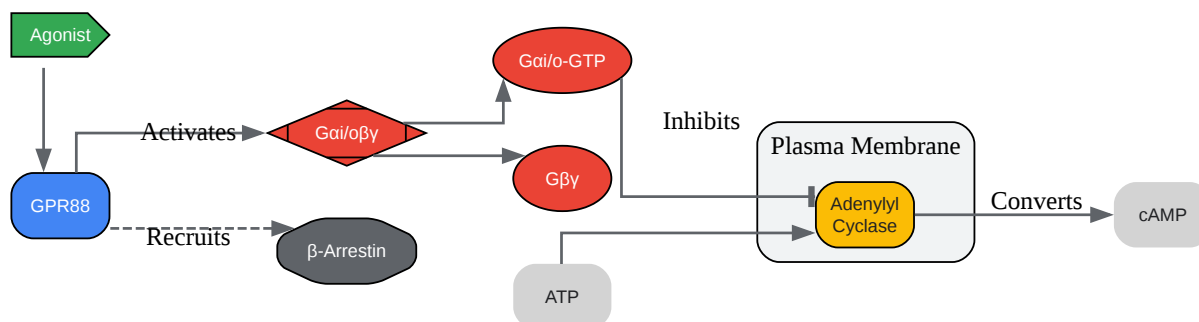 Agonist
Gαi/o-GTP
Inhibits
Activates
Gαi/oβγ
Plasma Membrane
Gβγ
GPR88
Adenylyl
Cyclase
Converts
cAMP
Recruits
β-Arrestin
ATP